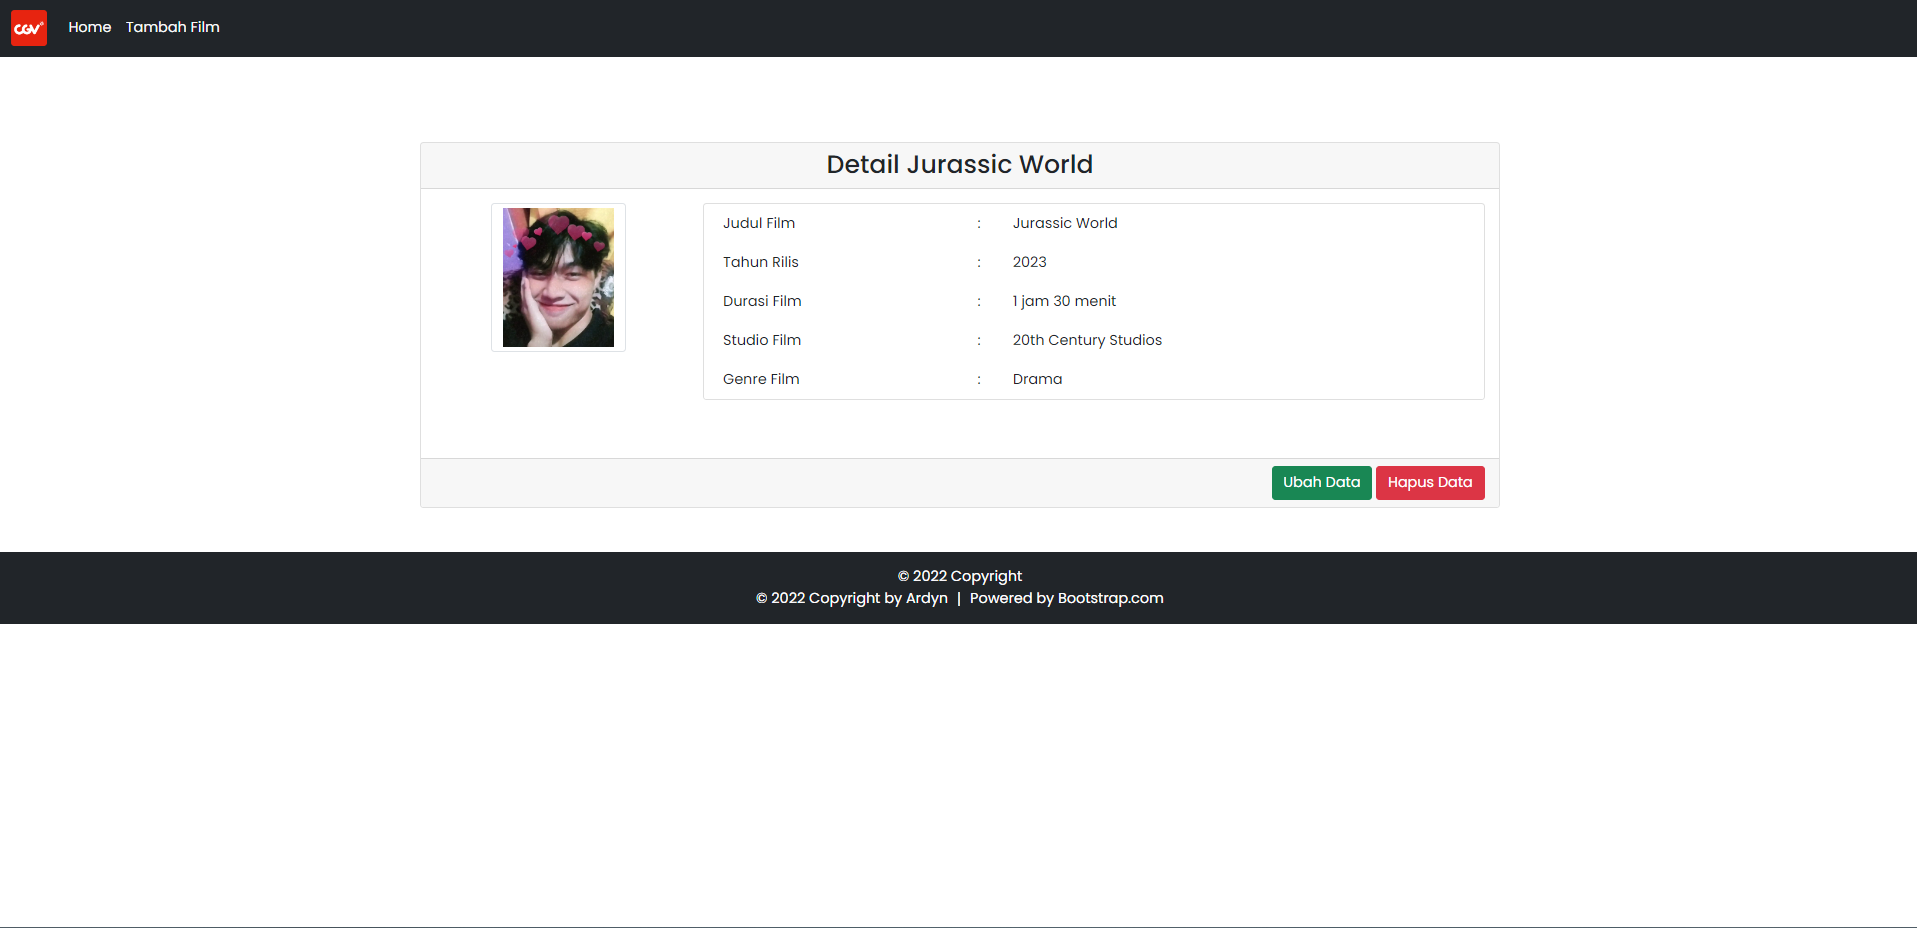 CGV Home Tambah Film
Detail Jurassic World
Judul Film : Jurassic World
Tahun Rilis : 2023
Durasi Film : 1 jam 30 menit
Studio Film : 20th Century Studios
Genre Film : Drama
Ubah Data Hapus Data
© 2022 Copyright
© 2022 Copyright by Ardyn | Powered by Bootstrap.com